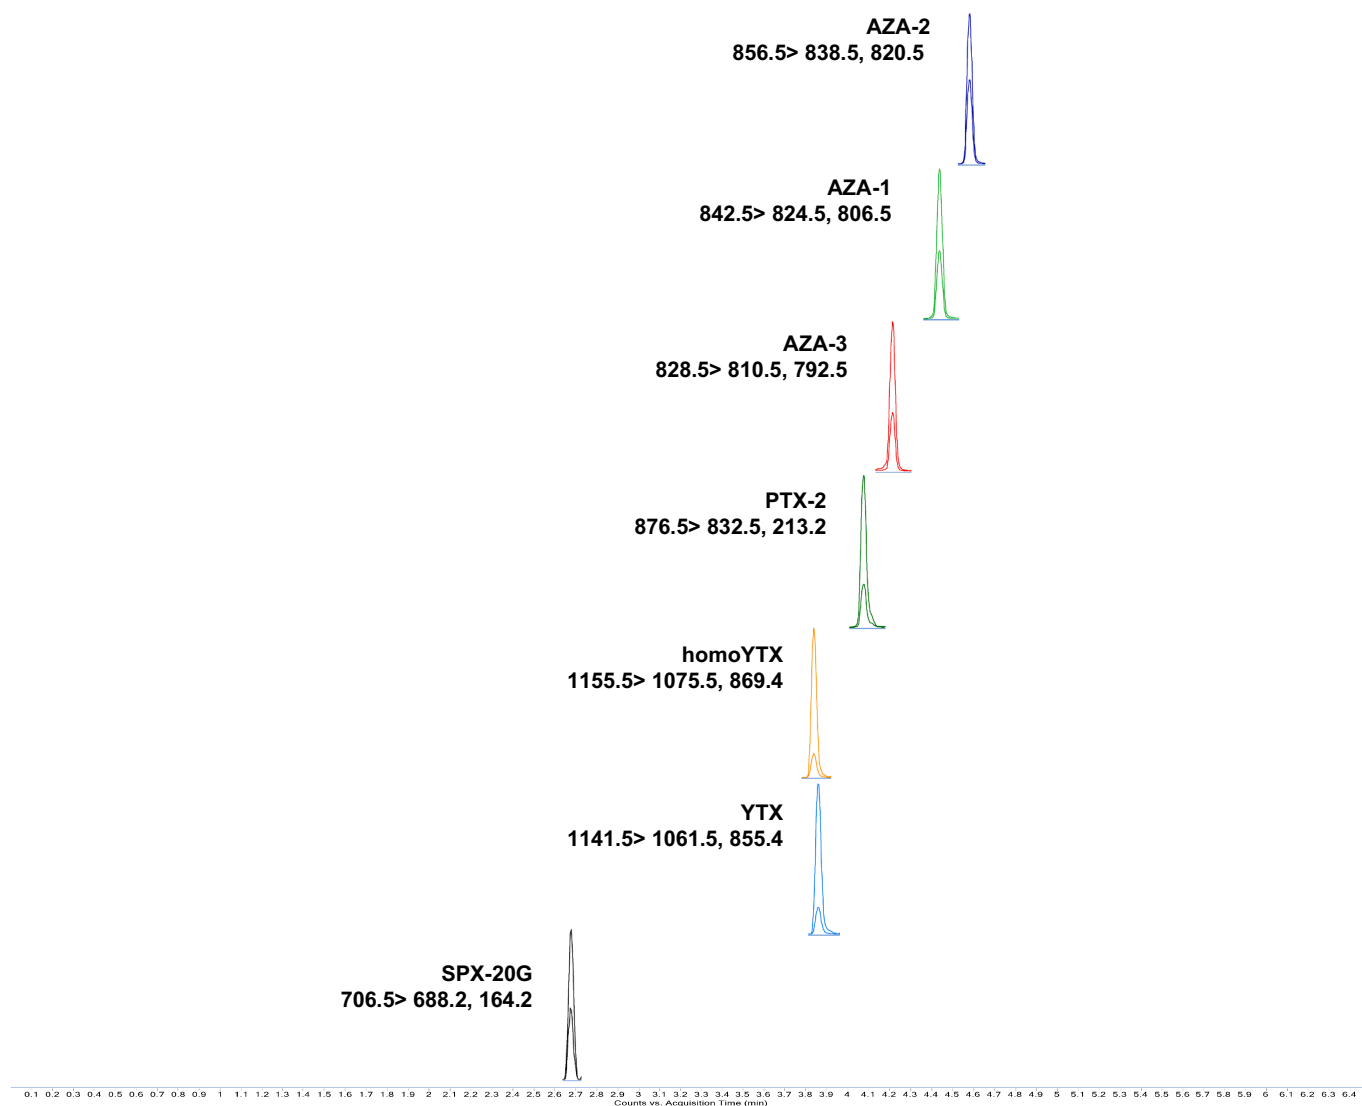 AZA-2
856.5> 838.5, 820.5
AZA-1
842.5> 824.5, 806.5
AZA-3
828.5> 810.5, 792.5
PTX-2
876.5> 832.5, 213.2
homoYTX
1155.5> 1075.5, 869.4
YTX
1141.5> 1061.5, 855.4
SPX-20G
706.5> 688.2, 164.2
0.1 0.2 0.3 0.4 0.5 0.6 0.7 0.8 0.9 1 1.1 1.2 1.3 1.4 1.5 1.6 1.7 1.8 1.9 2 2.1 2.2 2.3 2.4 2.5 2.6 2.7 2.8 2.9 3 3.1 3.2 3.3 3.4 3.5 3.6 3.7 3.8 3.9 4 4.1 4.2 4.3 4.4 4.5 4.6 4.7 4.8 4.9 5 5.1 5.2 5.3 5.4 5.5 5.6 5.7 5.8 5.9 6 6.1 6.2 6.3 6.4
Counts vs. Acquisition Time (min)